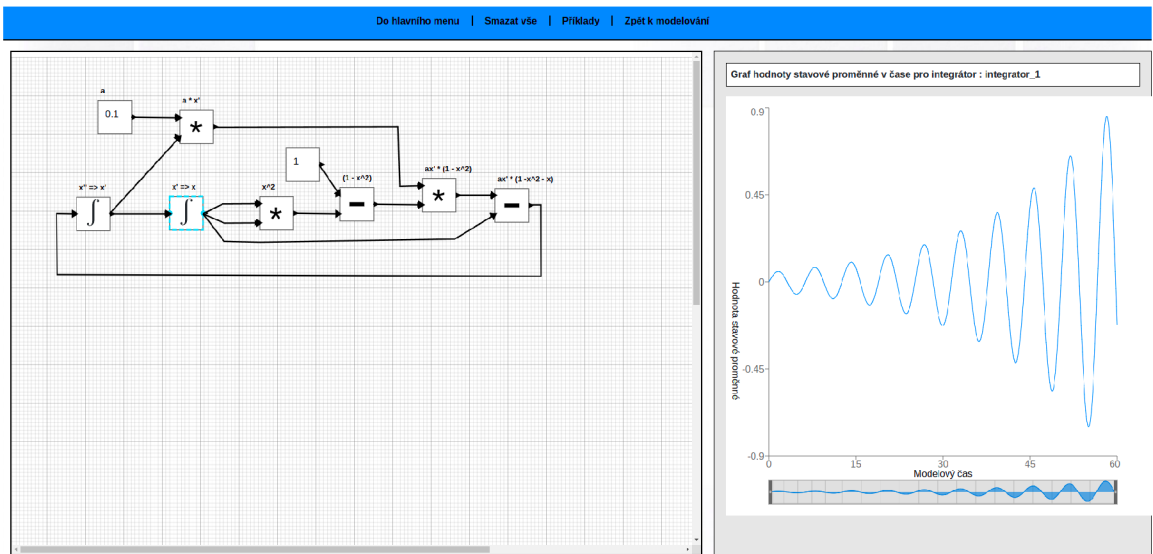 Do hlavního menu | Smazat vše | Příklady | Zpět k modelování
a
0.1
a * x'
*
1
x'' => x'
∫
x' => x
∫
x^2
*
(1 - x^2)
-
ax' * (1 - x^2)
*
ax' * (1 -x^2 - x)
-
Graf hodnoty stavové proměnné v čase pro integrátor : integrator_1
0.9
0.45
0
-0.45
-0.9
Hodnota stavové proměnné
0 15 30 45 60
Modelový čas